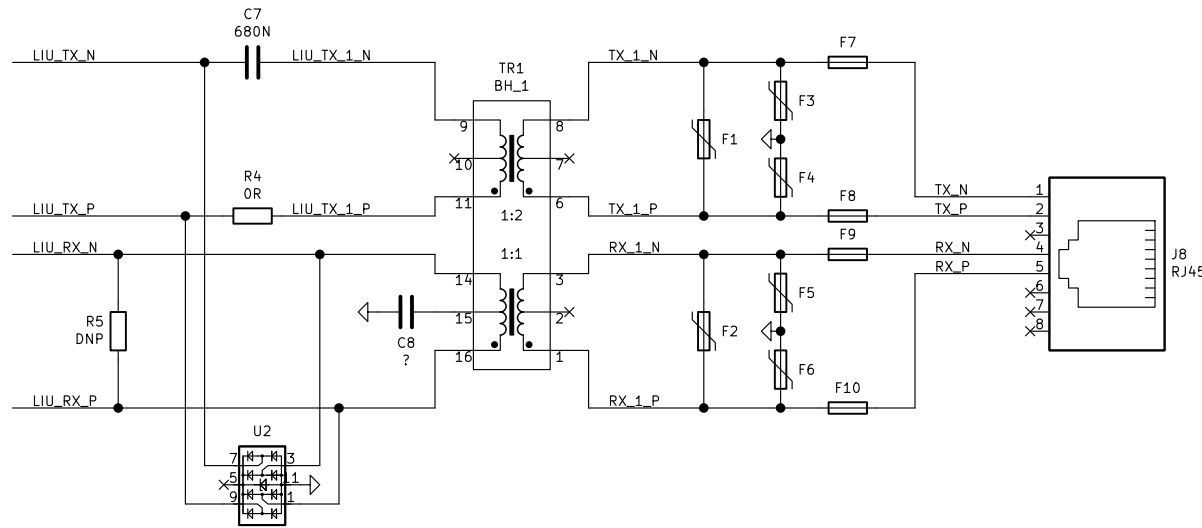 C7
680N
LIU_TX_N
LIU_TX_1_N
TR1
BH_1
TX_1_N
F7
9
8
F3
10
7
F1
R4
0R
F4
11
6
F8
LIU_TX_P
LIU_TX_1_P
1:2
TX_1_P
TX_N
1
TX_P
2
F9
3
LIU_RX_N
1:1
RX_1_N
RX_N
4
J8
RJ45
RX_P
5
14
3
F5
6
7
8
R5
DNP
15
2
F2
C8
?
16
1
F6
F10
LIU_RX_P
RX_1_P
U2
7
3
5
11
9
1